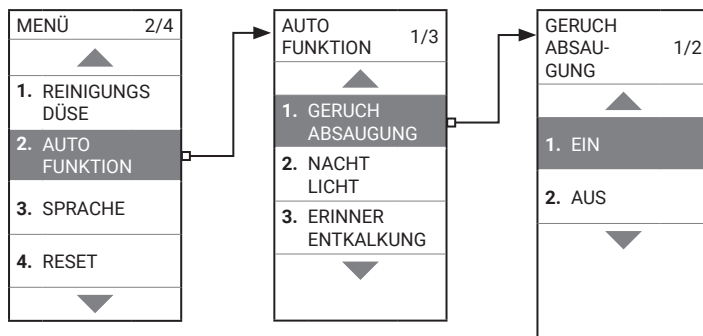 MENÜ 2/4
1. REINIGUNGS
DÜSE
2. AUTO
FUNKTION
3. SPRACHE
4. RESET
AUTO
FUNKTION 1/3
1. GERUCH
ABSAUGUNG
2. NACHT
LICHT
3. ERINNER
ENTKALKUNG
GERUCH
ABSAU- 1/2
GUNG
1. EIN
2. AUS